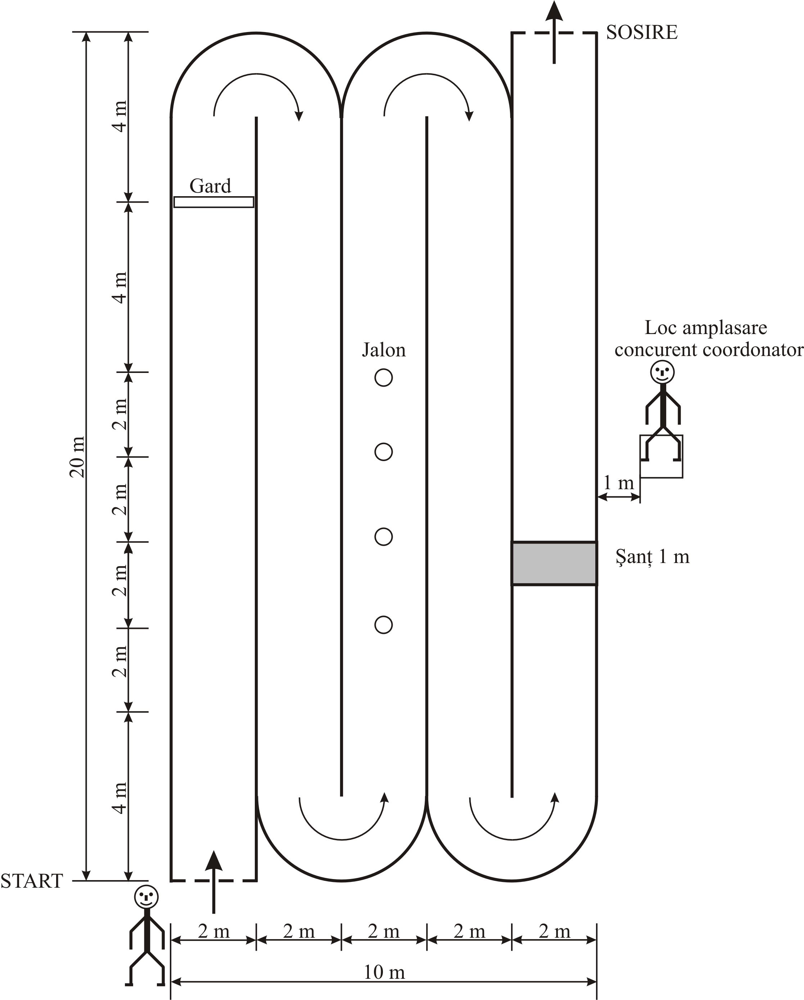 SOSIRE
4 m
Gard
4 m
Loc amplasare
concurent coordonator
Jalon
2 m
20 m
1 m
2 m
Şanț 1 m
2 m
2 m
4 m
START
2 m
2 m
2 m
2 m
2 m
10 m